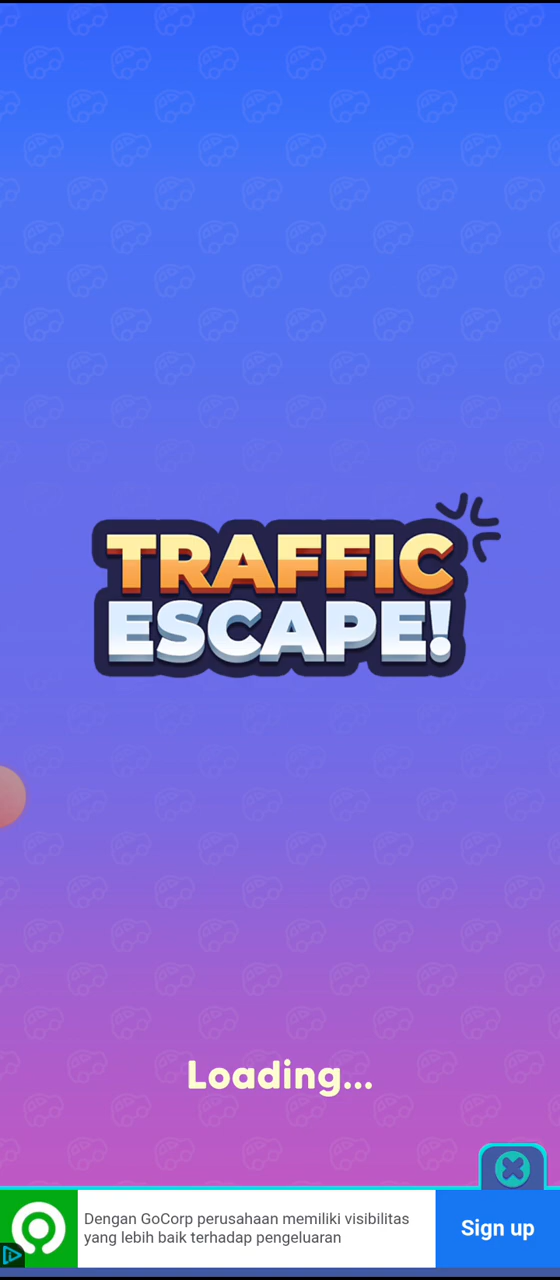 TRAFFIC
ESCAPE!
Loading...
Dengan GoCorp perusahaan memiliki visibilitas
yang lebih baik terhadap pengeluaran
Sign up